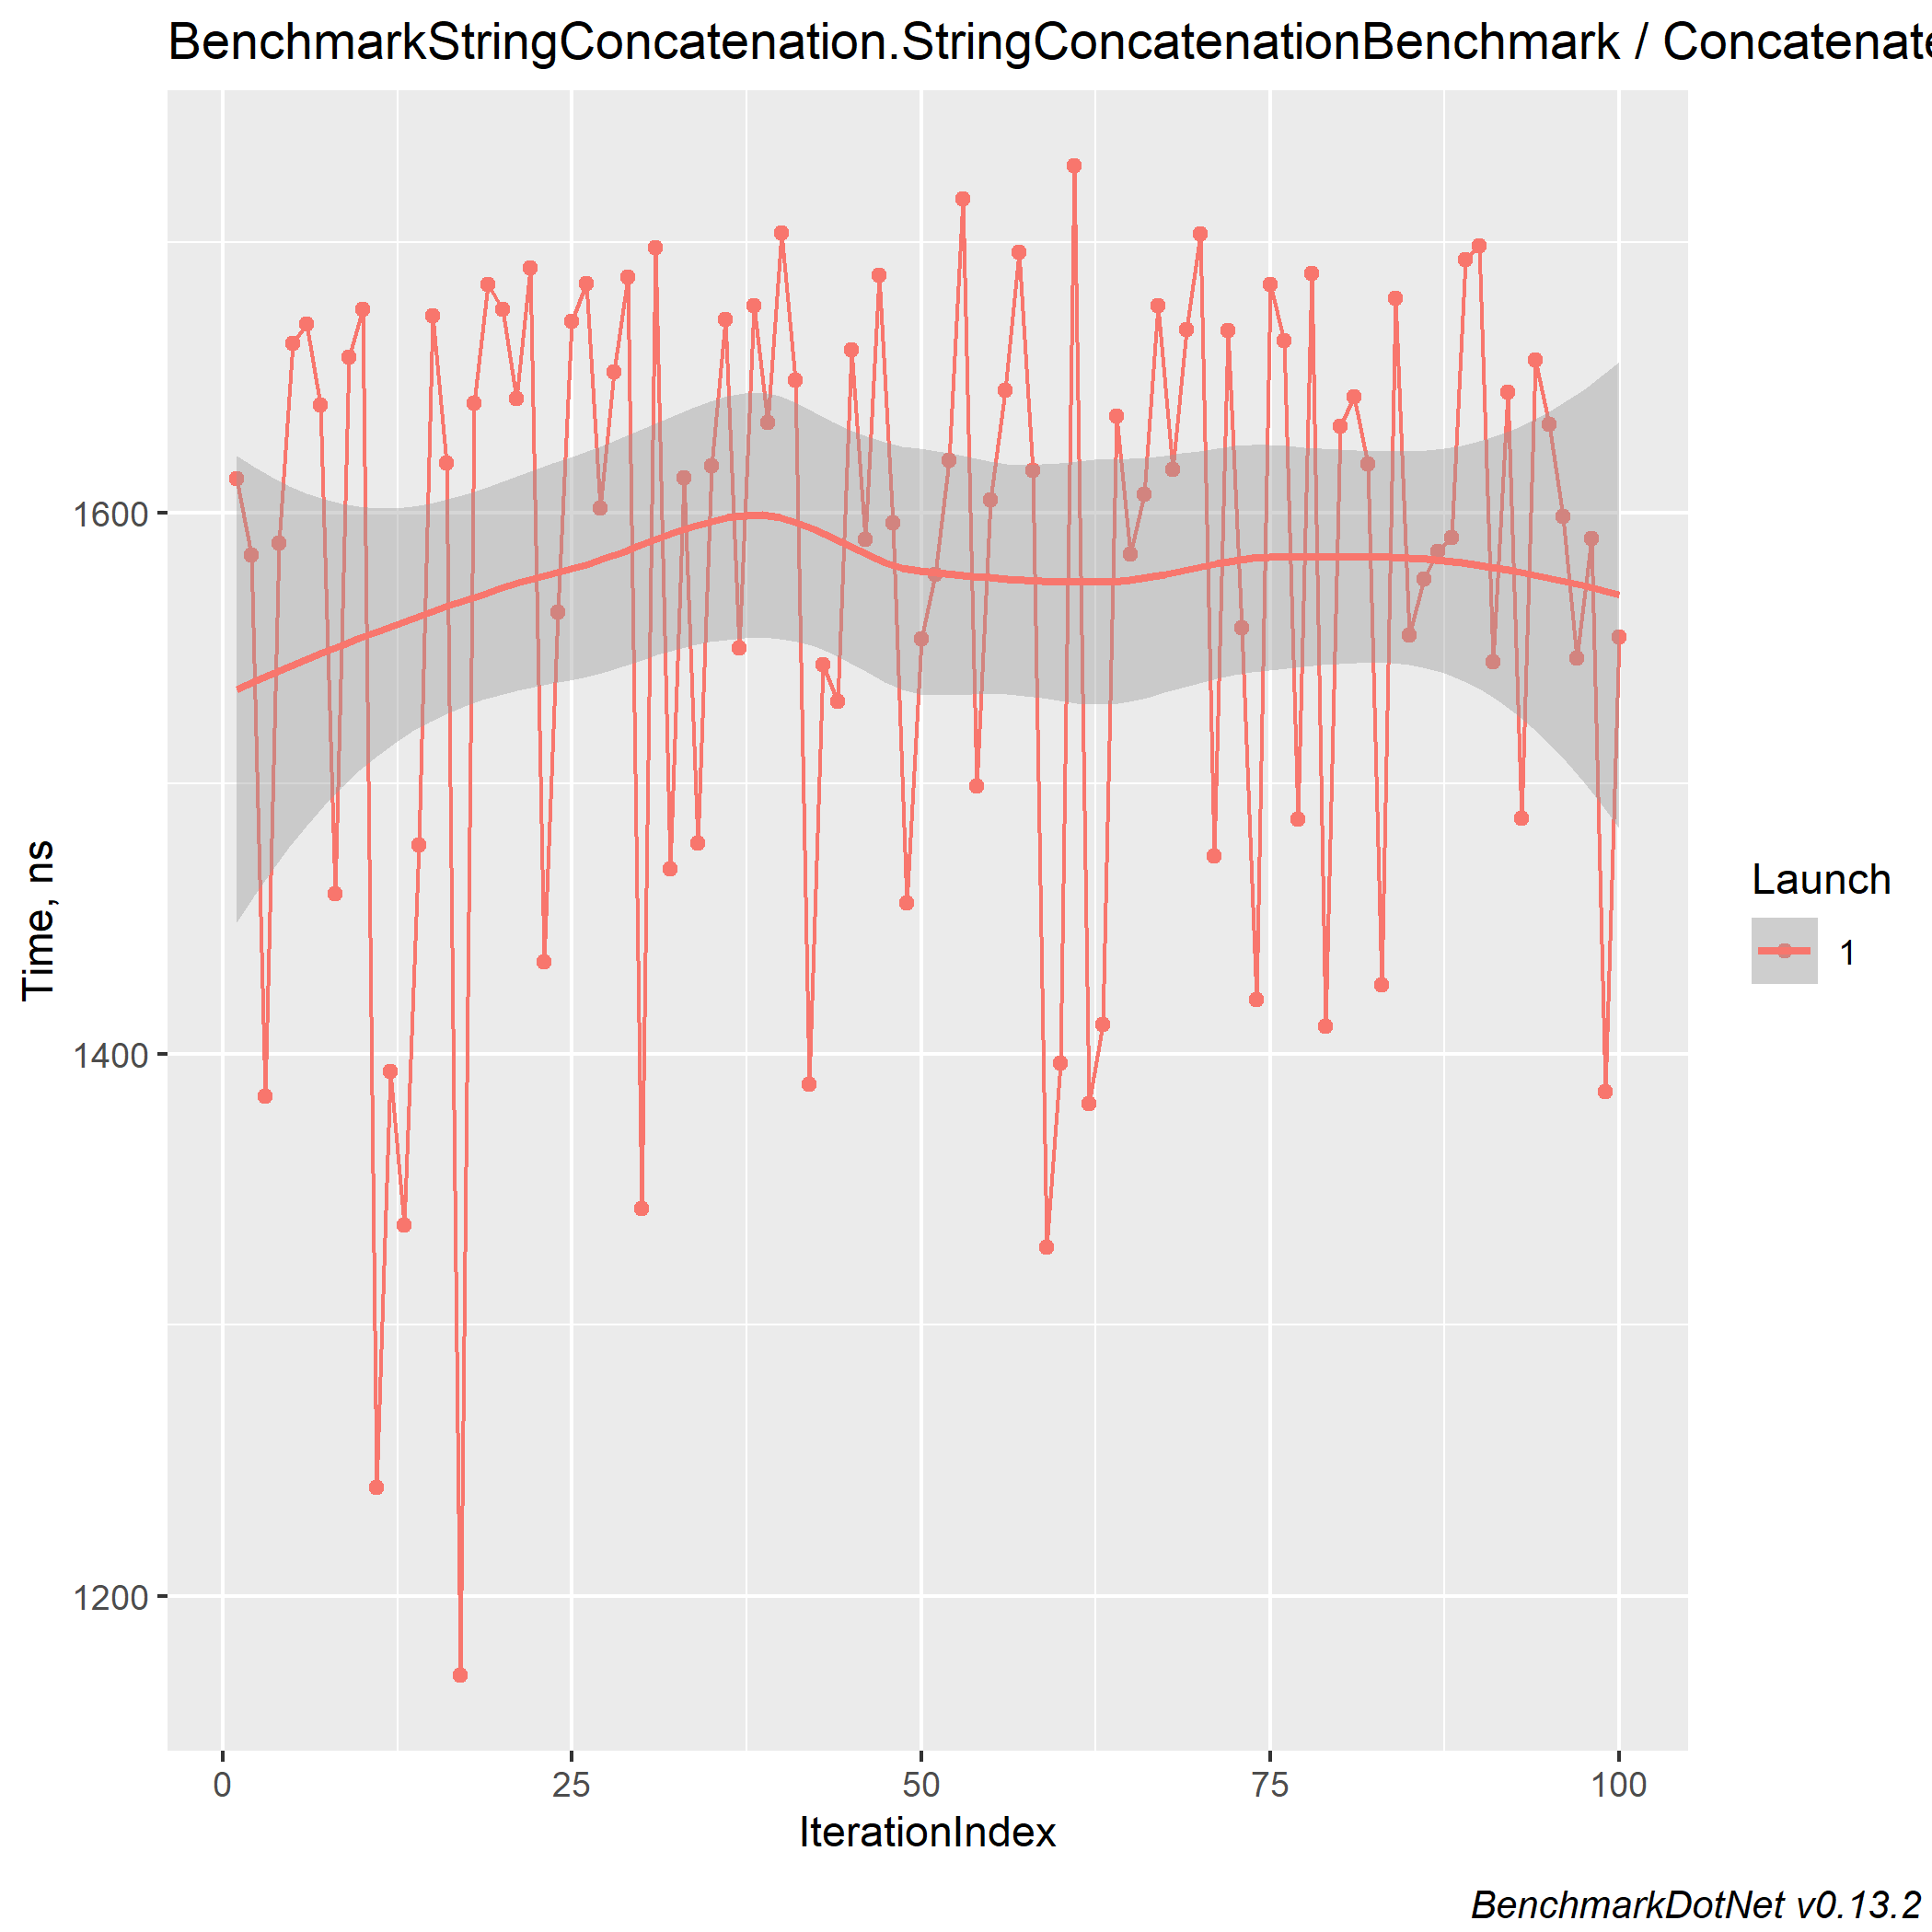 BenchmarkStringConcatenation.StringConcatenationBenchmark / Concatenate
Time, ns
1600
1400
1200
0 25 50 75 100
IterationIndex
Launch
1
BenchmarkDotNet v0.13.2